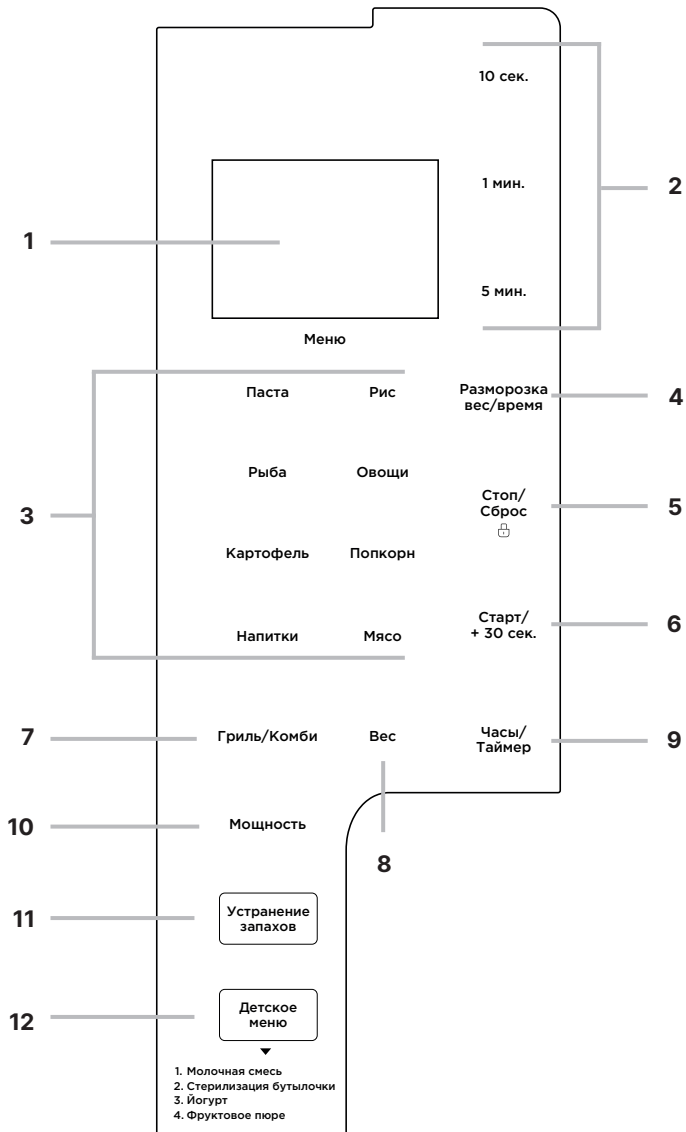 10 сек.
1 мин.
2
1
5 мин.
Меню
Паста
Рис
Разморозка
вес/время
4
Рыба
Овощи
3
Стоп/
Сброс
5
Картофель
Попкорн
Напитки
Мясо
Старт/
+ 30 сек.
6
7
Гриль/Комби
Вес
Часы/
Таймер
9
10
Мощность
8
11
Устранение
запахов
12
Детское
меню
1. Молочная смесь
2. Стерилизация бутылочки
3. Йогурт
4. Фруктовое пюре